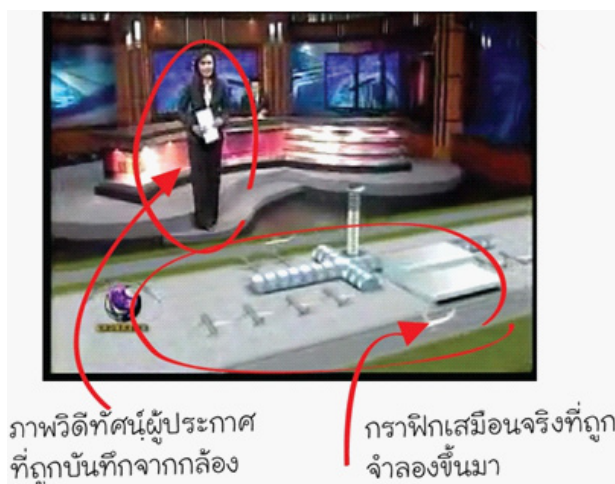 ภาพวิดีทัศน์ผู้ประกาศ
ที่ถูกบันทึกจากกล้อง
กราฟิกเสมือนจริงที่ถูก
จำลองขึ้นมา